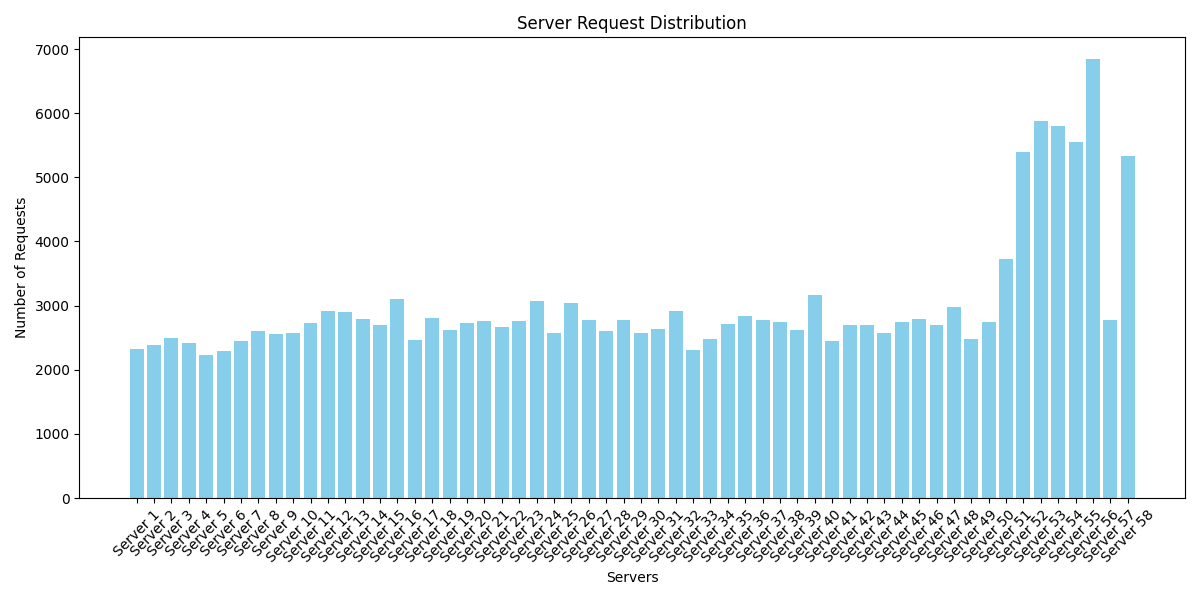 Server Request Distribution
Number of Requests
7000
6000
5000
4000
3000
2000
1000
0
Server 1
Server 2
Server 3
Server 4
Server 5
Server 6
Server 7
Server 8
Server 9
Server 10
Server 11
Server 12
Server 13
Server 14
Server 15
Server 16
Server 17
Server 18
Server 19
Server 20
Server 21
Server 22
Server 23
Server 24
Server 25
Server 26
Server 27
Server 28
Server 29
Server 30
Server 31
Server 32
Server 33
Server 34
Server 35
Server 36
Server 37
Server 38
Server 39
Server 40
Server 41
Server 42
Server 43
Server 44
Server 45
Server 46
Server 47
Server 48
Server 49
Server 50
Server 51
Server 52
Server 53
Server 54
Server 55
Server 56
Server 57
Server 58
Servers